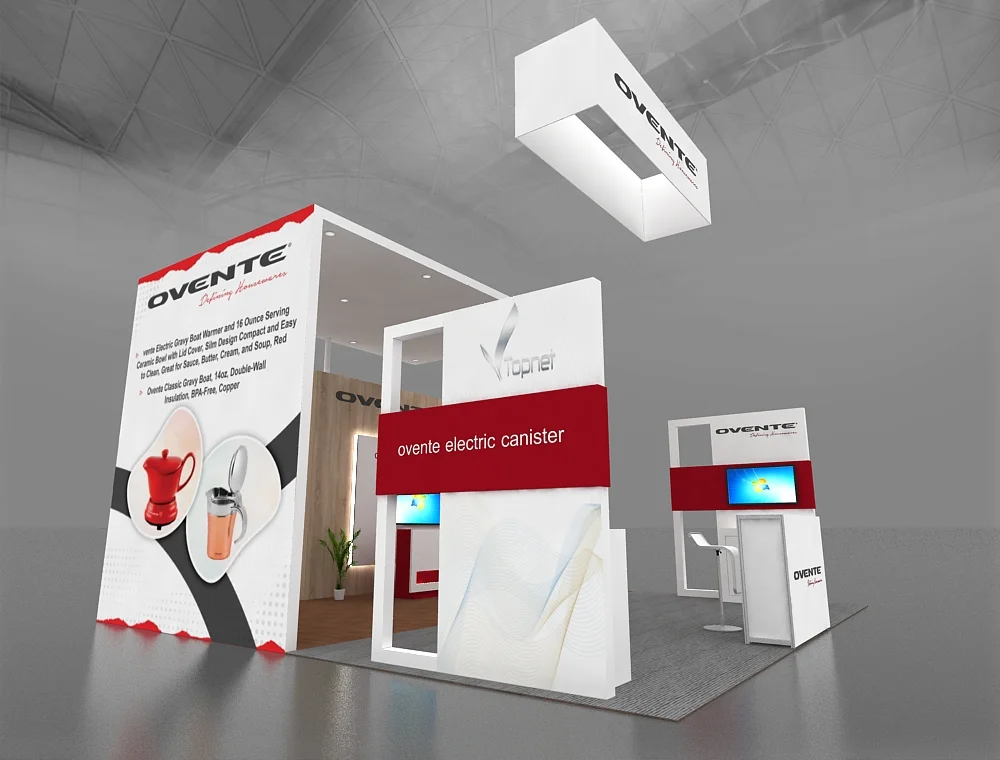 OVENTE
Defining Housewares
OVENTE®
Defining Housewares
vente Electric Gravy Boat Warmer and 16 Ounce Serving
Ceramic Bowl with Lid Cover, Slim Design Compact and Easy
to Clean, Great for Sauce, Butter, Cream, and Soup, Red
Ovente Classic Gravy Boat, 14oz, Double-Wall
Insulation, BPA-Free, Copper
Topnet
OVENTE
ovente electric canister
OVENTE
Defining Housewares
OVENTE